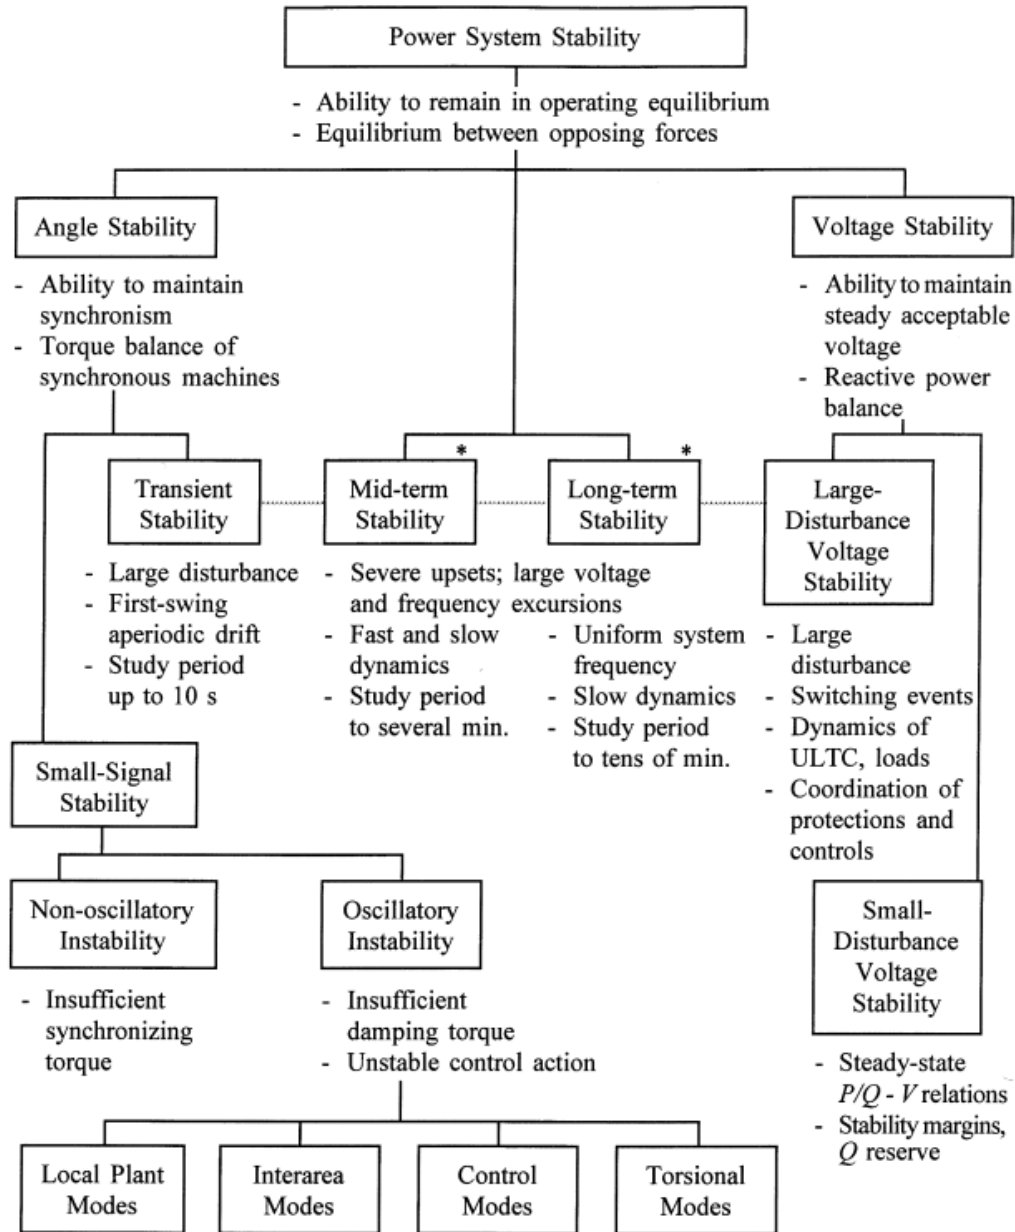 Power System Stability
- Ability to remain in operating equilibrium
- Equilibrium between opposing forces
Angle Stability
- Ability to maintain
synchronism
- Torque balance of
synchronous machines
Voltage Stability
- Ability to maintain
steady acceptable
voltage
- Reactive power
balance
Transient
Stability
- Large disturbance
- First-swing
aperiodic drift
- Study period
up to 10 s
*
Mid-term
Stability
- Severe upsets; large voltage
and frequency excursions
- Fast and slow
dynamics
- Study period
to several min.
*
Long-term
Stability
- Uniform system
frequency
- Slow dynamics
- Study period
to tens of min.
Large-
Disturbance
Voltage
Stability
- Large
disturbance
- Switching events
- Dynamics of
ULTC, loads
- Coordination of
protections and
controls
Small-Signal
Stability
Non-oscillatory
Instability
- Insufficient
synchronizing
torque
Oscillatory
Instability
- Insufficient
damping torque
- Unstable control action
Small-
Disturbance
Voltage
Stability
- Steady-state
P/Q - V relations
- Stability margins,
Q reserve
Local Plant
Modes
Interarea
Modes
Control
Modes
Torsional
Modes